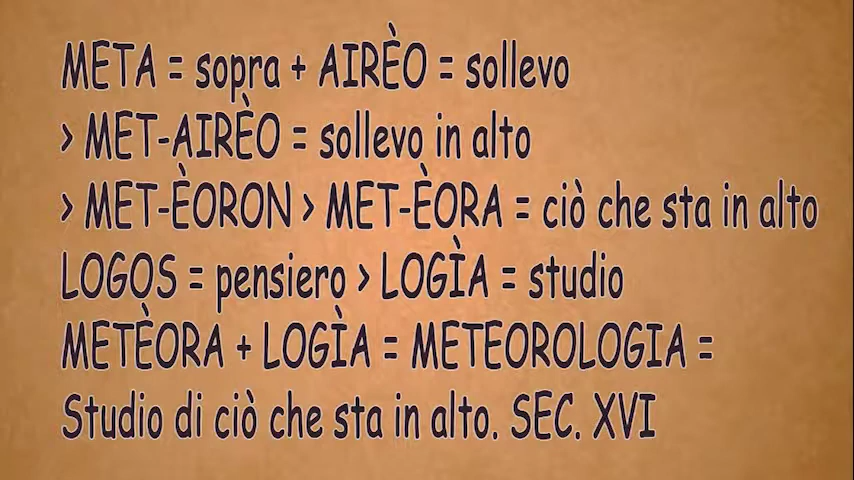 META = sopra + AIRÈO = sollevo
> MET-AIRÈO = sollevo in alto
> MET-ÈORON > MET-ÈORA = ciò che sta in alto
LOGOS = pensiero > LOGÌA = studio
METÈORA + LOGÌA = METEOROLOGIA =
Studio di ciò che sta in alto. SEC. XVI